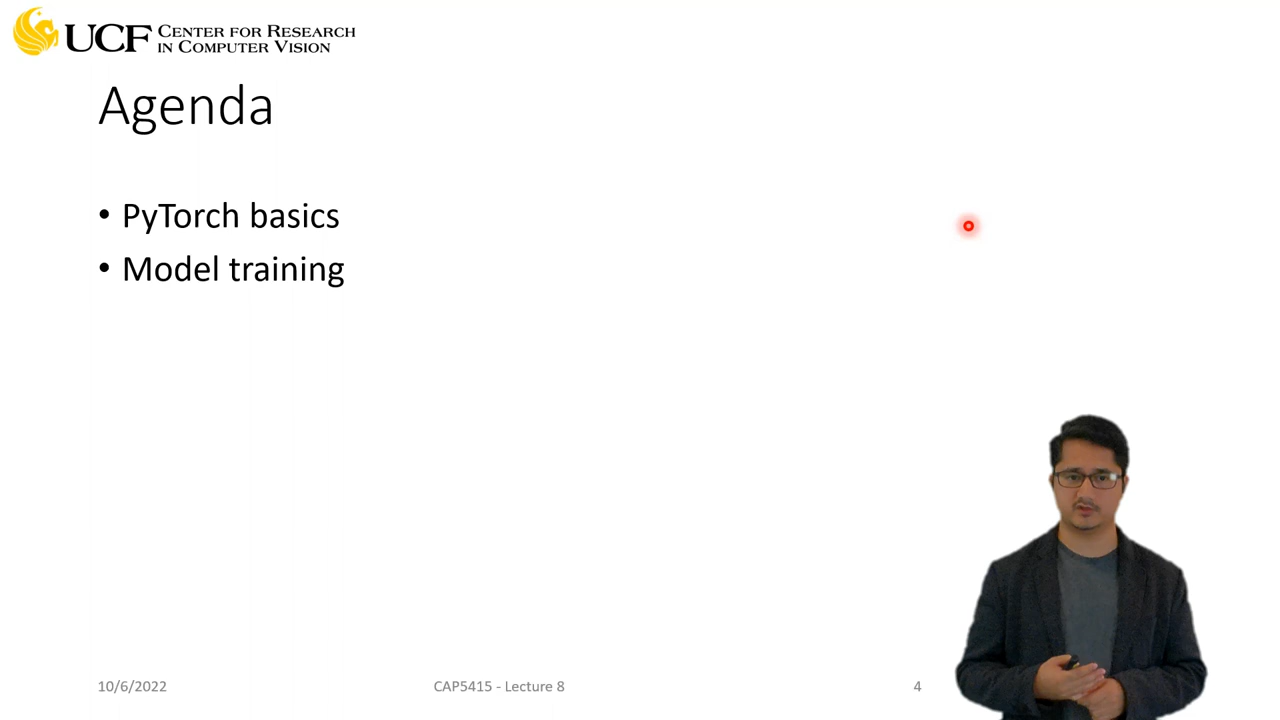 UCF CENTER FOR RESEARCH
IN COMPUTER VISION
Agenda
• PyTorch basics
• Model training
10/6/2022 CAP5415 - Lecture 8 4